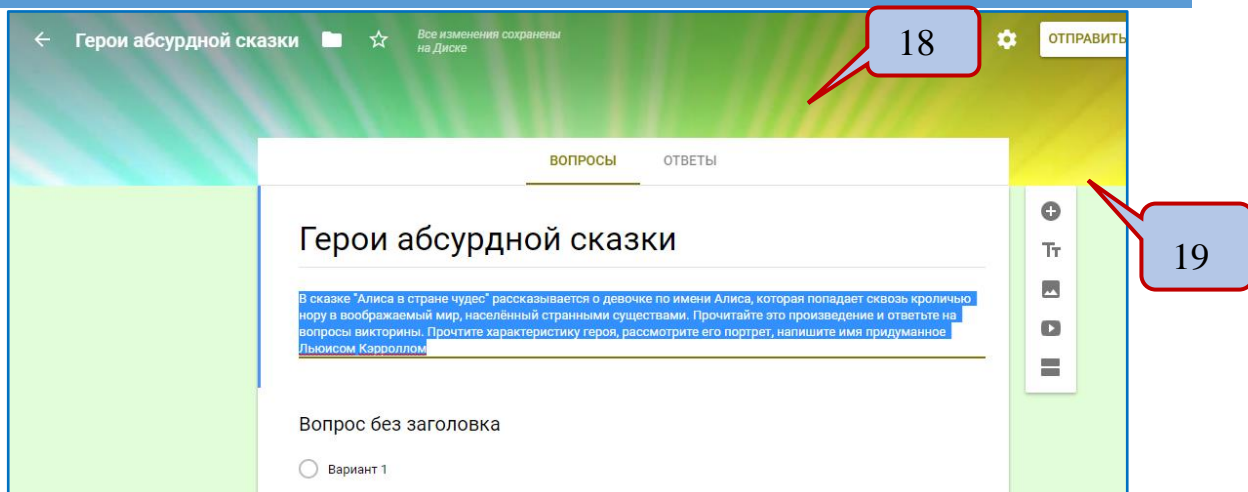 Герои абсурдной сказки
Все изменения сохранены
на Диске
18
ОТПРАВИТЬ
ВОПРОСЫ ОТВЕТЫ
Герои абсурдной сказки
Тт
19
В сказке "Алиса в стране чудес" рассказывается о девочке по имени Алиса, которая попадает сквозь кроличью
нору в воображаемый мир, населённый странными существами. Прочитайте это произведение и ответьте на
вопросы викторины. Прочтите характеристику героя, рассмотрите его портрет, напишите имя придуманное
Льюисом Кэрроллом
Вопрос без заголовка
Вариант 1